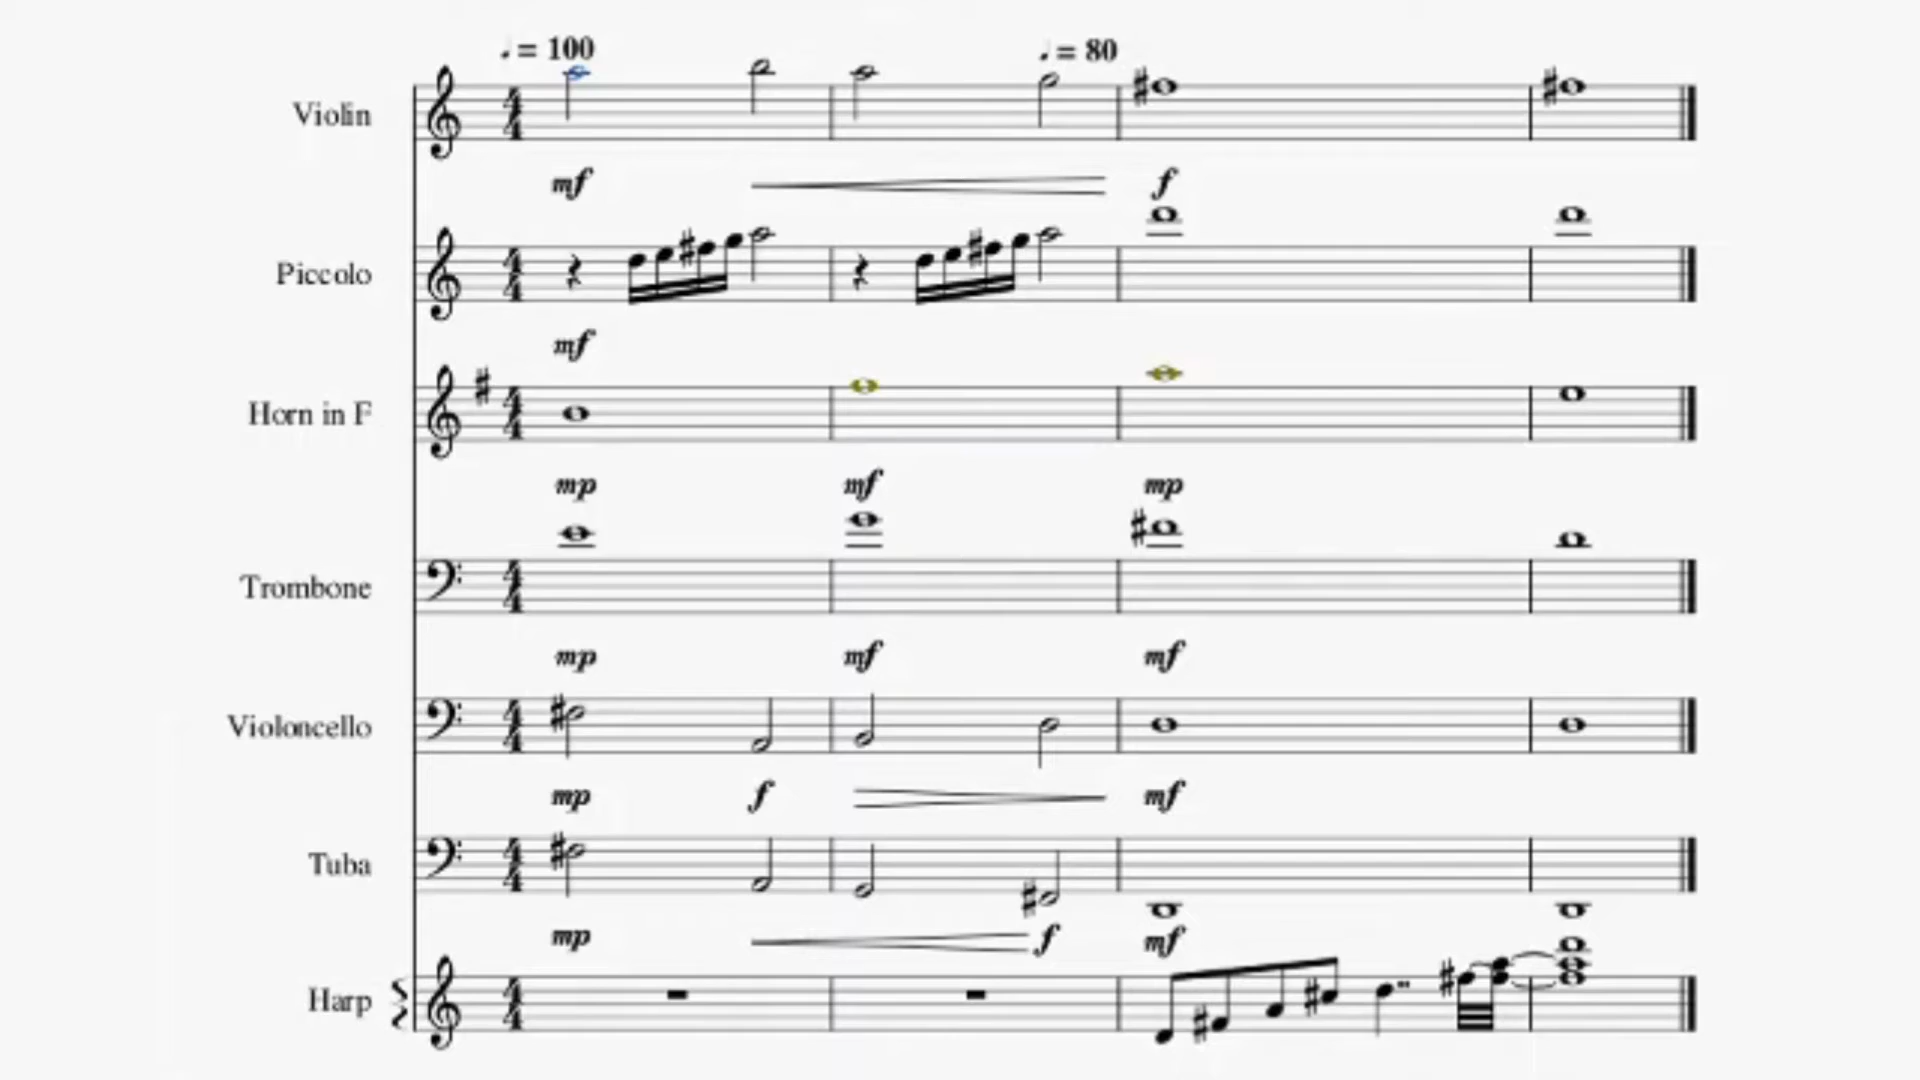 ♩ = 100
♩ = 80
Violin
mf
f
Piccolo
mf
Horn in F
mp mf mp
Trombone
mp mf mf
Violoncello
mp f mf
Tuba
mp f mf
Harp